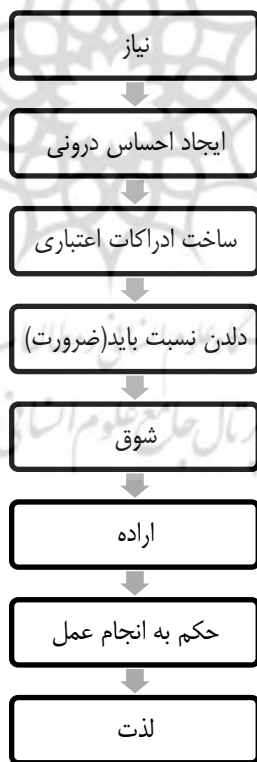 نیاز
ایجاد احساس درونی
ساخت ادراکات اعتباری
دلدن نسبت باید(ضرورت)
شوق
اراده
حکم به انجام عمل
لذت